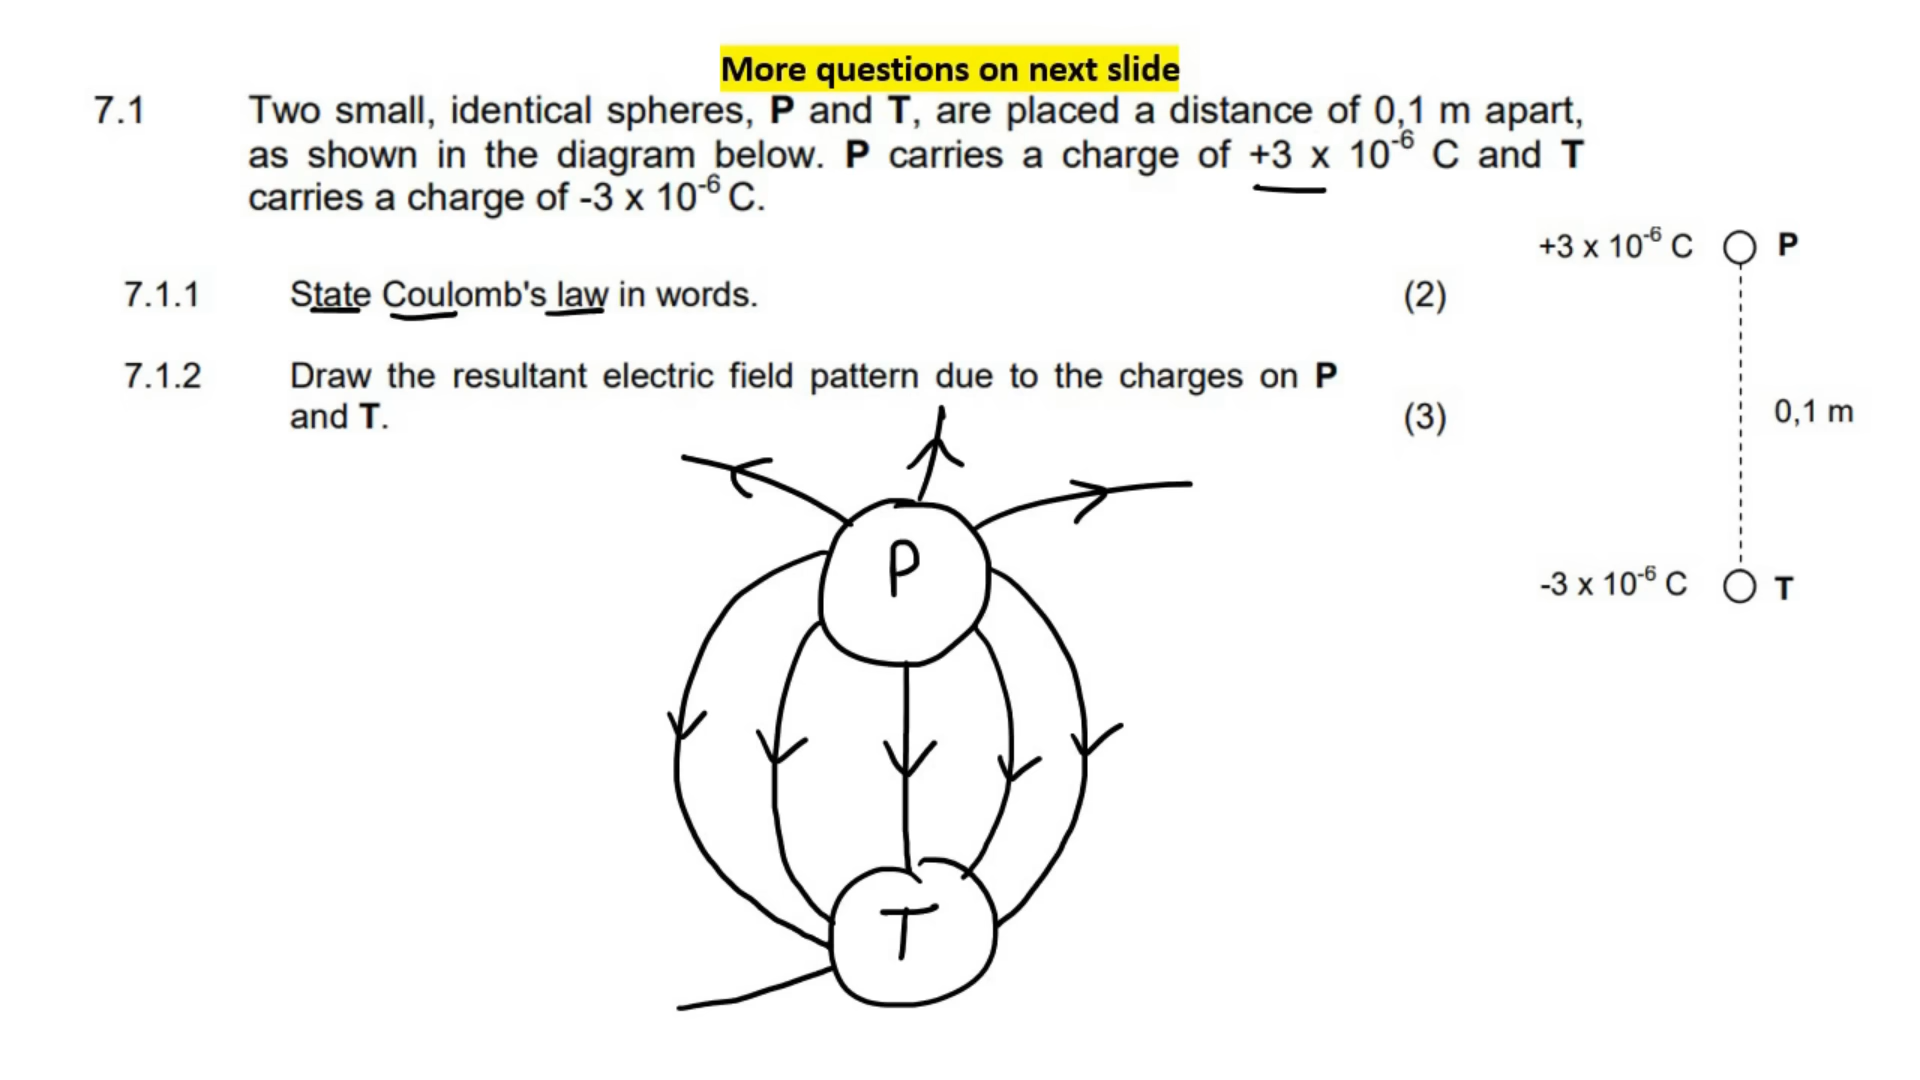 More questions on next slide
7.1 Two small, identical spheres, P and T, are placed a distance of 0,1 m apart,
as shown in the diagram below. P carries a charge of +3 x 10⁻⁶ C and T
carries a charge of -3 x 10⁻⁶ C.
+3 x 10⁻⁶ C P
7.1.1 State Coulomb's law in words. (2)
7.1.2 Draw the resultant electric field pattern due to the charges on P
and T. (3)
0,1 m
P
-3 x 10⁻⁶ C T
T